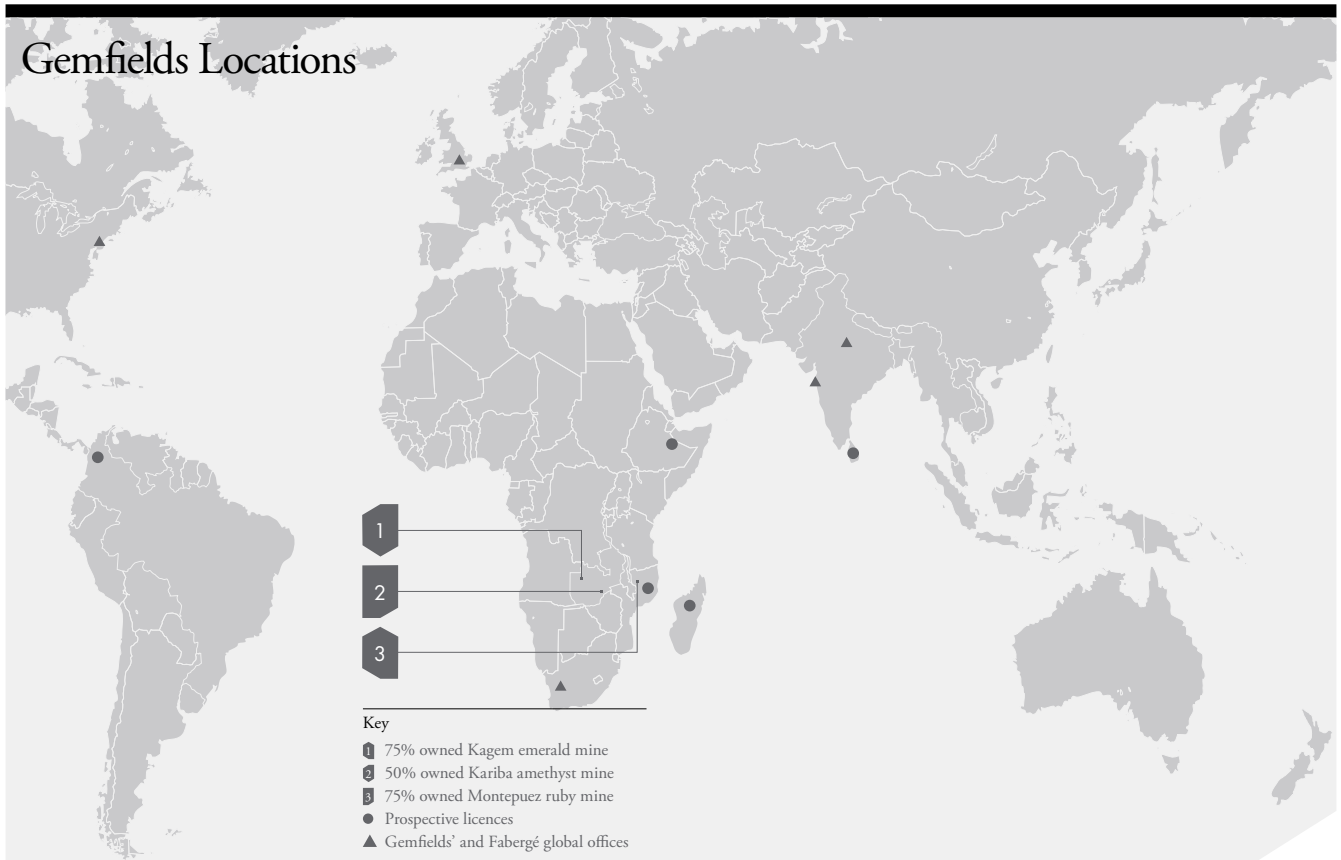 Gemfields Locations
1
2
3
Key
1 75% owned Kagem emerald mine
2 50% owned Kariba amethyst mine
3 75% owned Montepuez ruby mine
Prospective licences
Gemfields’ and Fabergé global offices